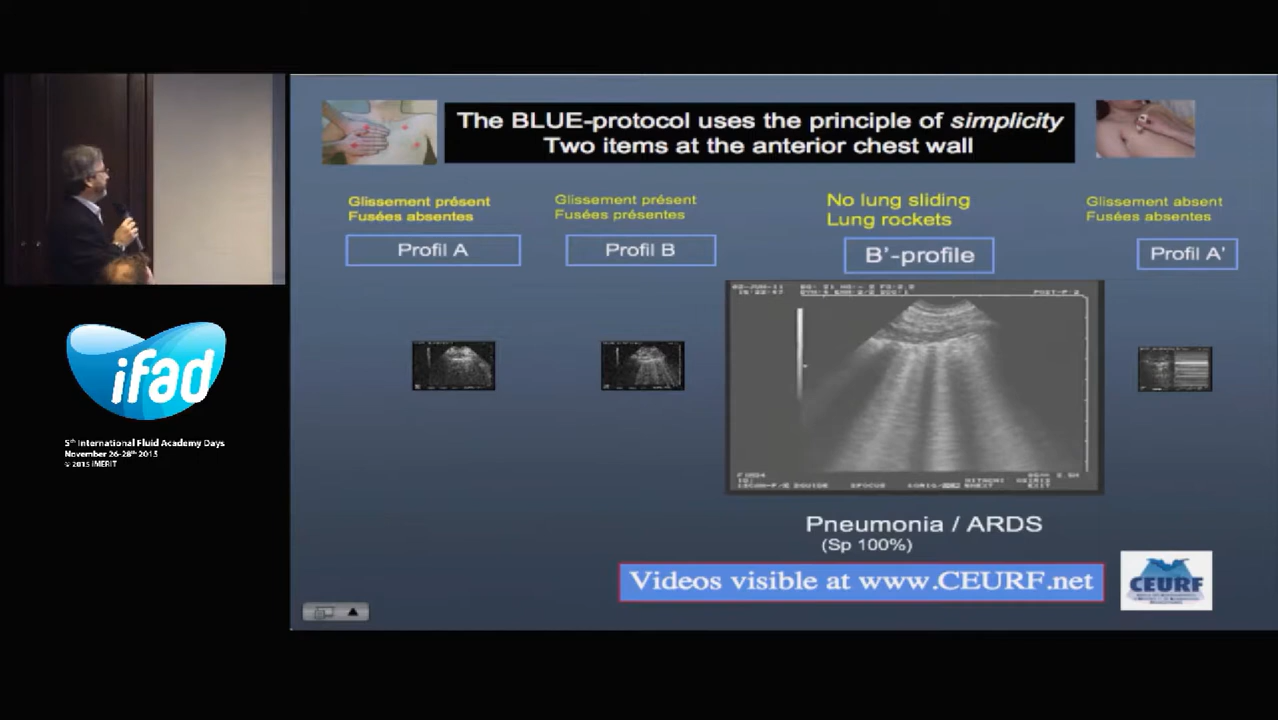 The BLUE-protocol uses the principle of simplicity
Two items at the anterior chest wall
Glissement présent
Fusées absentes
Profil A
Glissement présent
Fusées présentes
Profil B
No lung sliding
Lung rockets
B’-profile
Glissement absent
Fusées absentes
Profil A’
Pneumonia / ARDS
(Sp 100%)
Videos visible at www.CEURF.net
CEURF
ifad
5th International Fluid Academy Days
November 26-28th 2015
© 2015 iMERiT